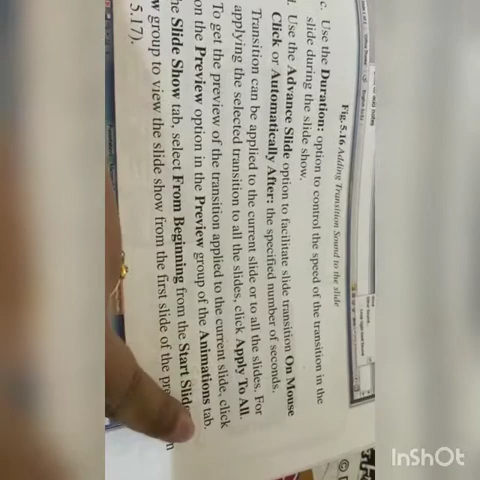 Fig. 5.16 Adding Transition Sound to the slide
c. Use the Duration: option to control the speed of the transition in the
slide during the slide show.
Use the Advance Slide option to facilitate slide transition On Mouse
Click or Automatically After: the specified number of seconds.
Transition can be applied to the current slide or to all the slides. For
applying the selected transition to all the slides, click Apply To All.
To get the preview of the transition applied to the current slide, click
on the Preview option in the Preview group of the Animations tab.
he Slide Show tab, select From Beginning from the Start Slid
w group to view the slide show from the first slide of the pre
5.17).
InShOt